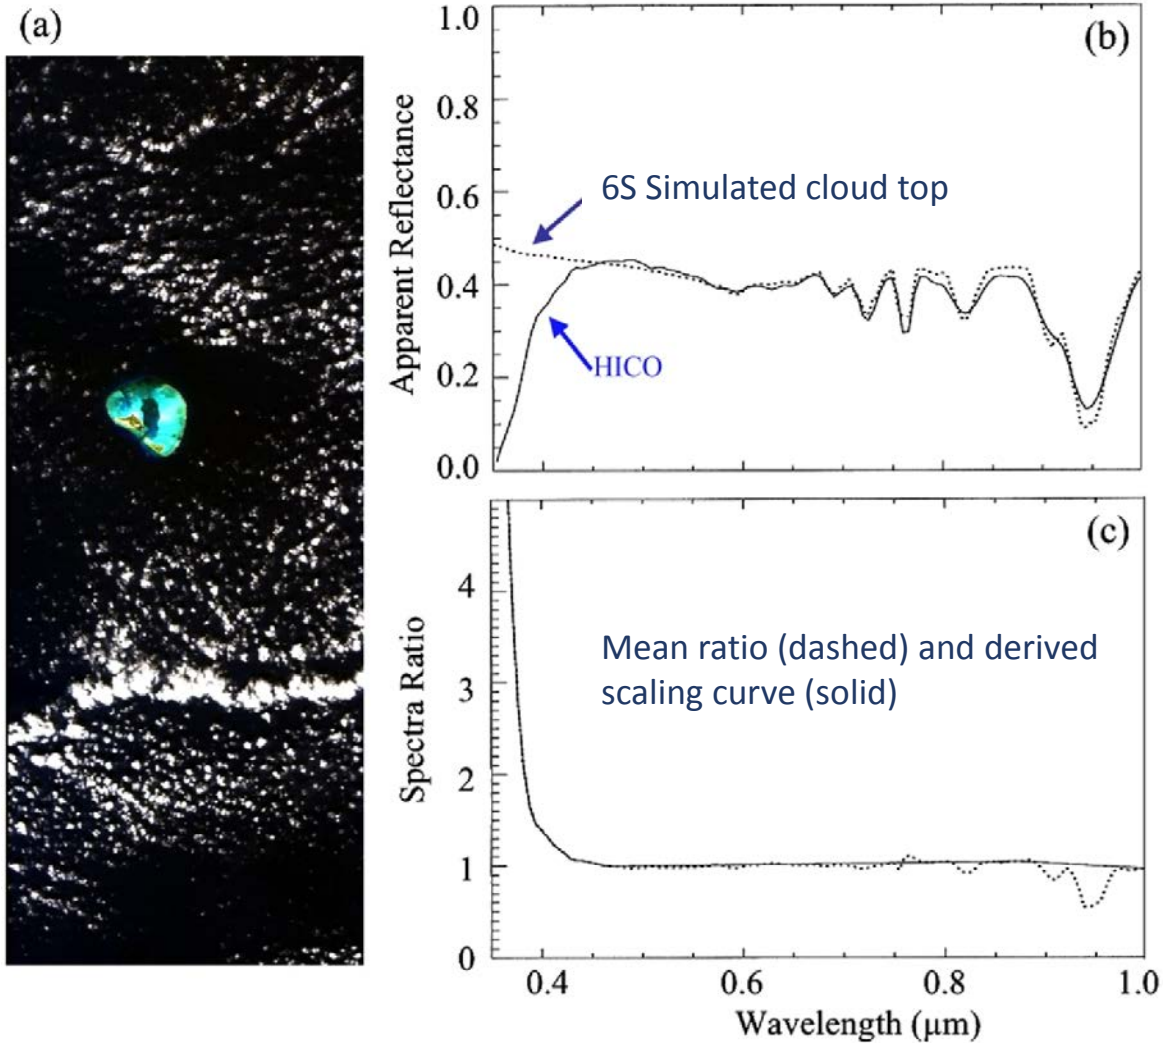 (a)
(b)
1.0
0.8
0.6
0.4
0.2
0.0
Apparent Reflectance
6S Simulated cloud top
HICO
(c)
4
3
2
1
0
Spectra Ratio
Mean ratio (dashed) and derived
scaling curve (solid)
0.4
0.6
0.8
1.0
Wavelength (µm)